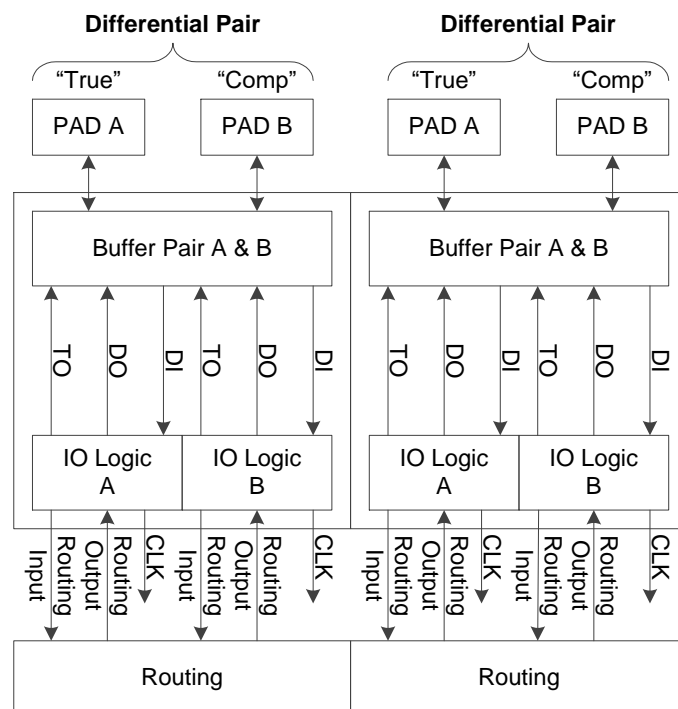 Differential Pair Differential Pair
“True” “Comp” “True” “Comp”
PAD A PAD B PAD A PAD B
Buffer Pair A & B Buffer Pair A & B
TO DO DI TO DO DI TO DO DI TO DO DI
IO Logic IO Logic IO Logic IO Logic
A B A B
Routing Input
Routing Output
CLK
Routing Input
Routing Output
CLK
Routing Input
Routing Output
CLK
Routing Input
Routing Output
CLK
Routing Routing